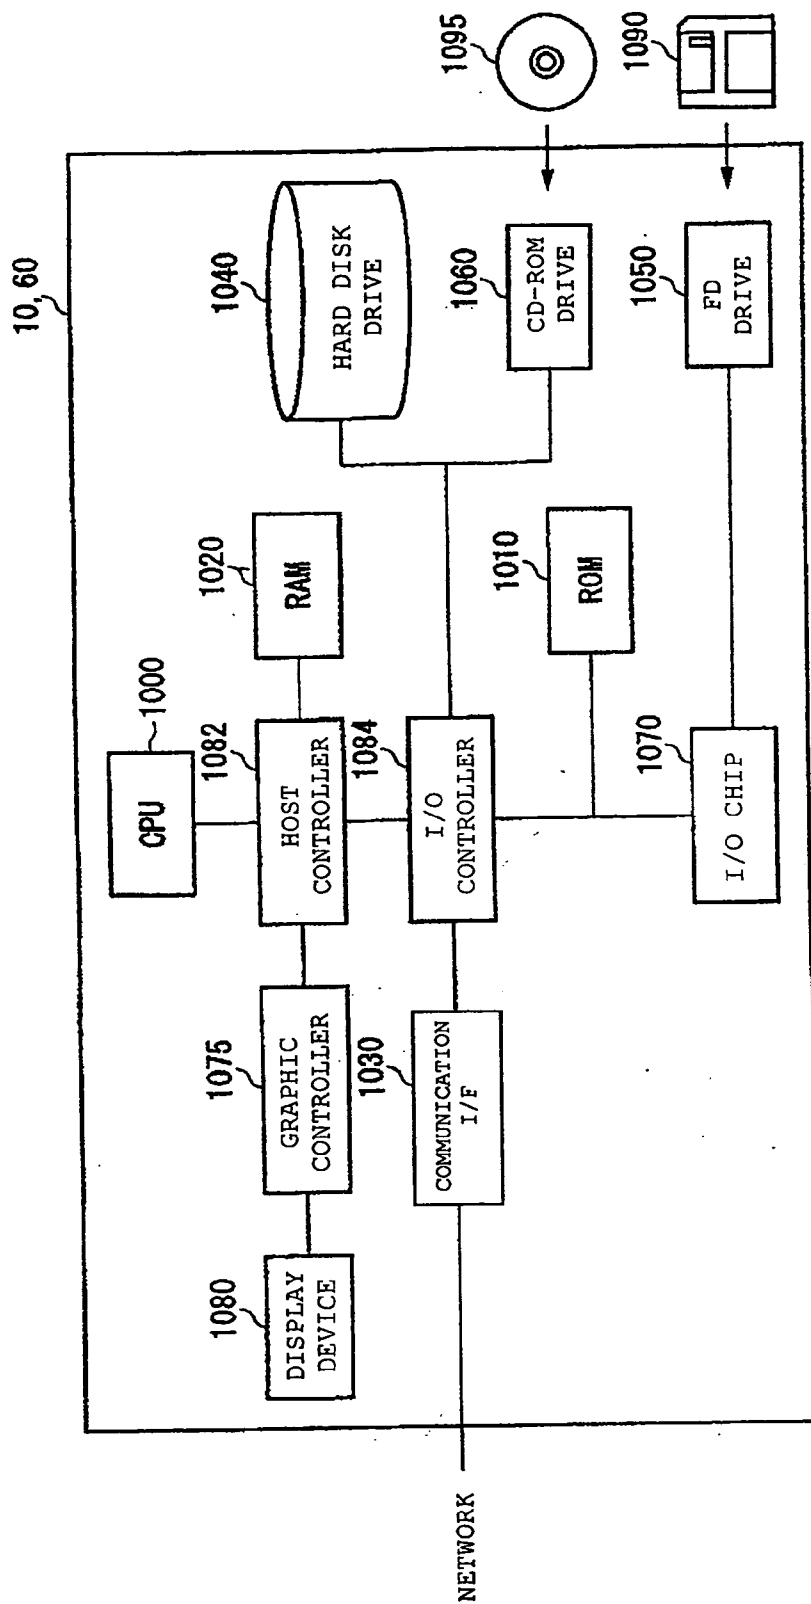 10, 60
1000
CPU
1082
HOST
CONTROLLER
1020
RAM
1075
GRAPHIC
CONTROLLER
1080
DISPLAY
DEVICE
1040
HARD DISK
DRIVE
1084
I/O
CONTROLLER
1030
COMMUNICATION
I/F
NETWORK
1060
CD-ROM
DRIVE
1095
1010
ROM
1070
I/O CHIP
1050
FD
DRIVE
1090